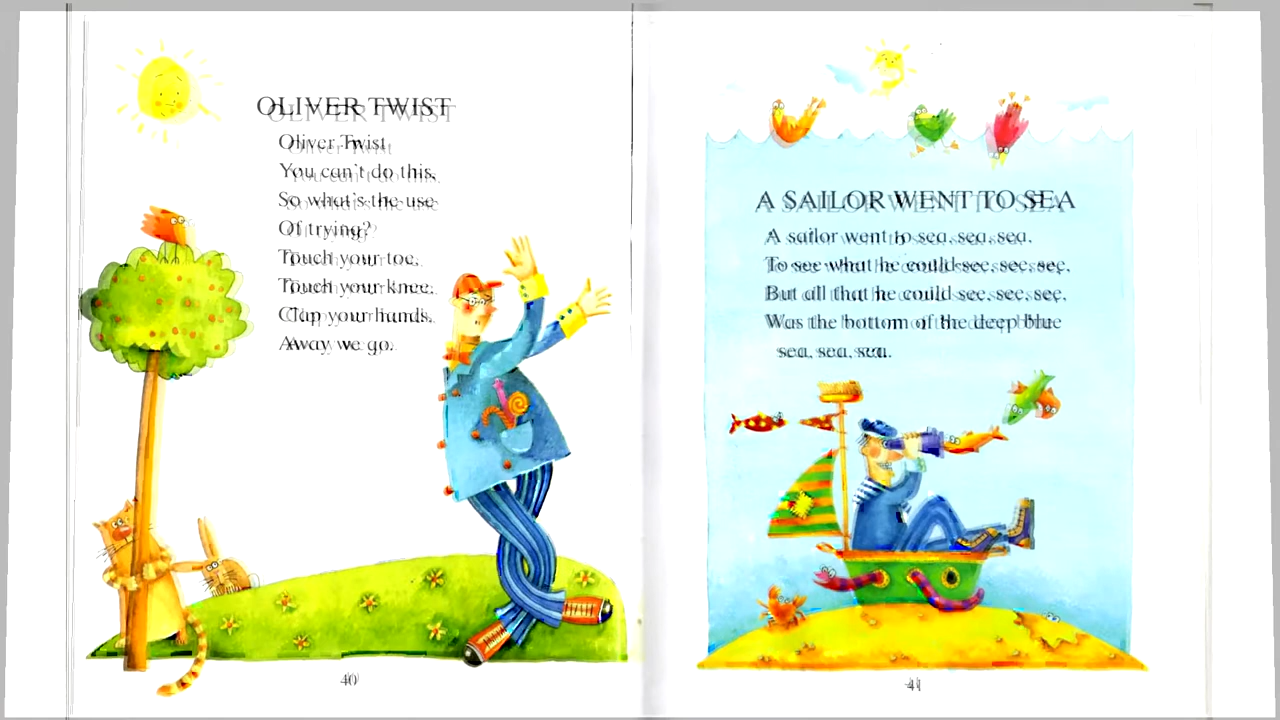 OLIVER TWIST
Oliver Twist
You can't do this,
So what's the use
Of trying?
Touch your toe,
Touch your knee,
Clap your hands,
Away we go.
40
A SAILOR WENT TO SEA
A sailor went to sea, sea, sea,
To see what he could see, see, see,
But all that he could see, see, see,
Was the bottom of the deep blue
sea, sea, sea.
41